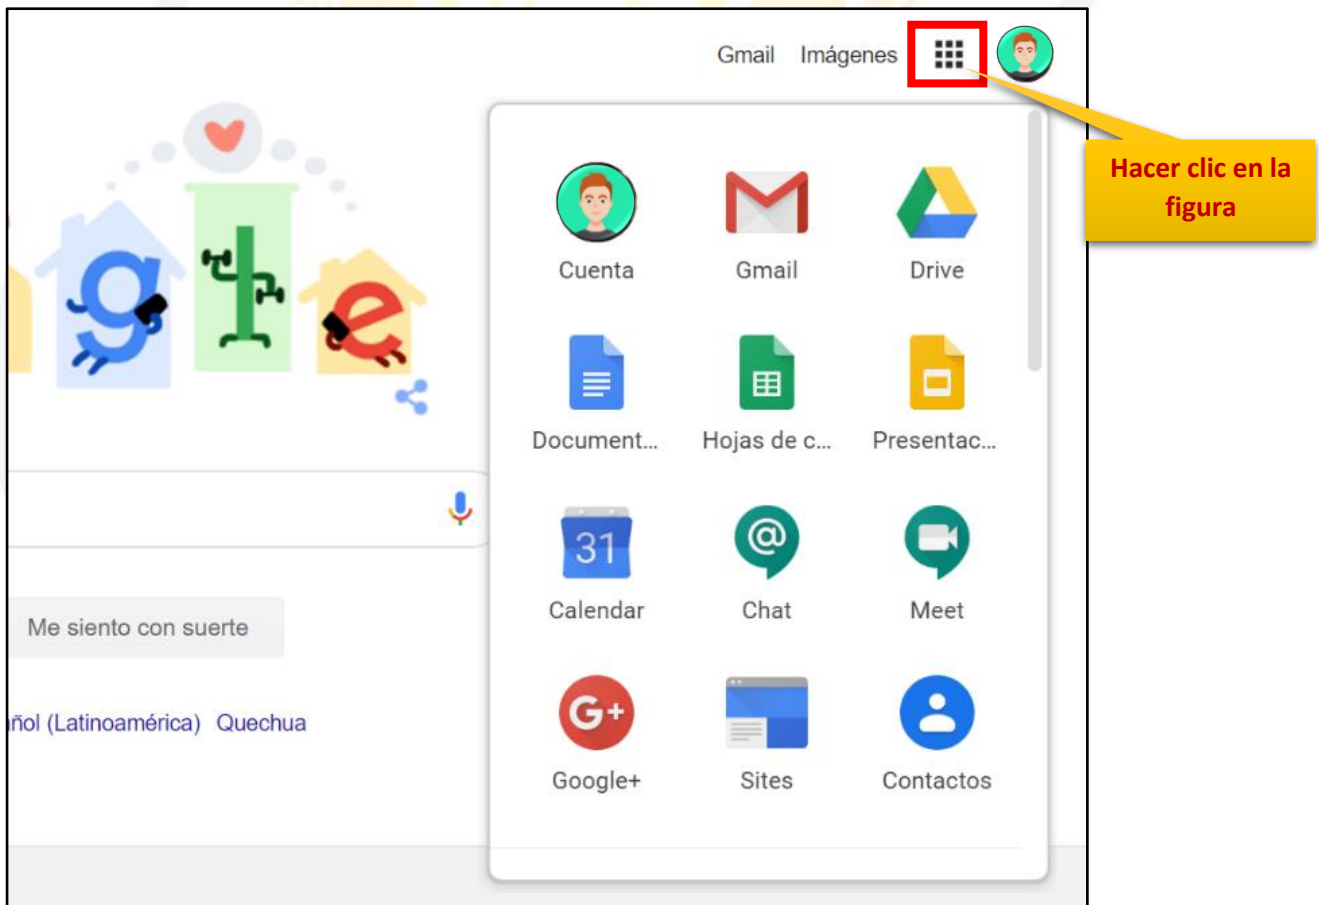 Gmail Imágenes
Hacer clic en la
figura
Cuenta Gmail Drive
Document... Hojas de c... Presentac...
31
Calendar Chat Meet
G+
Google+ Sites Contactos
g l e
Me siento con suerte
ñol (Latinoamérica) Quechua